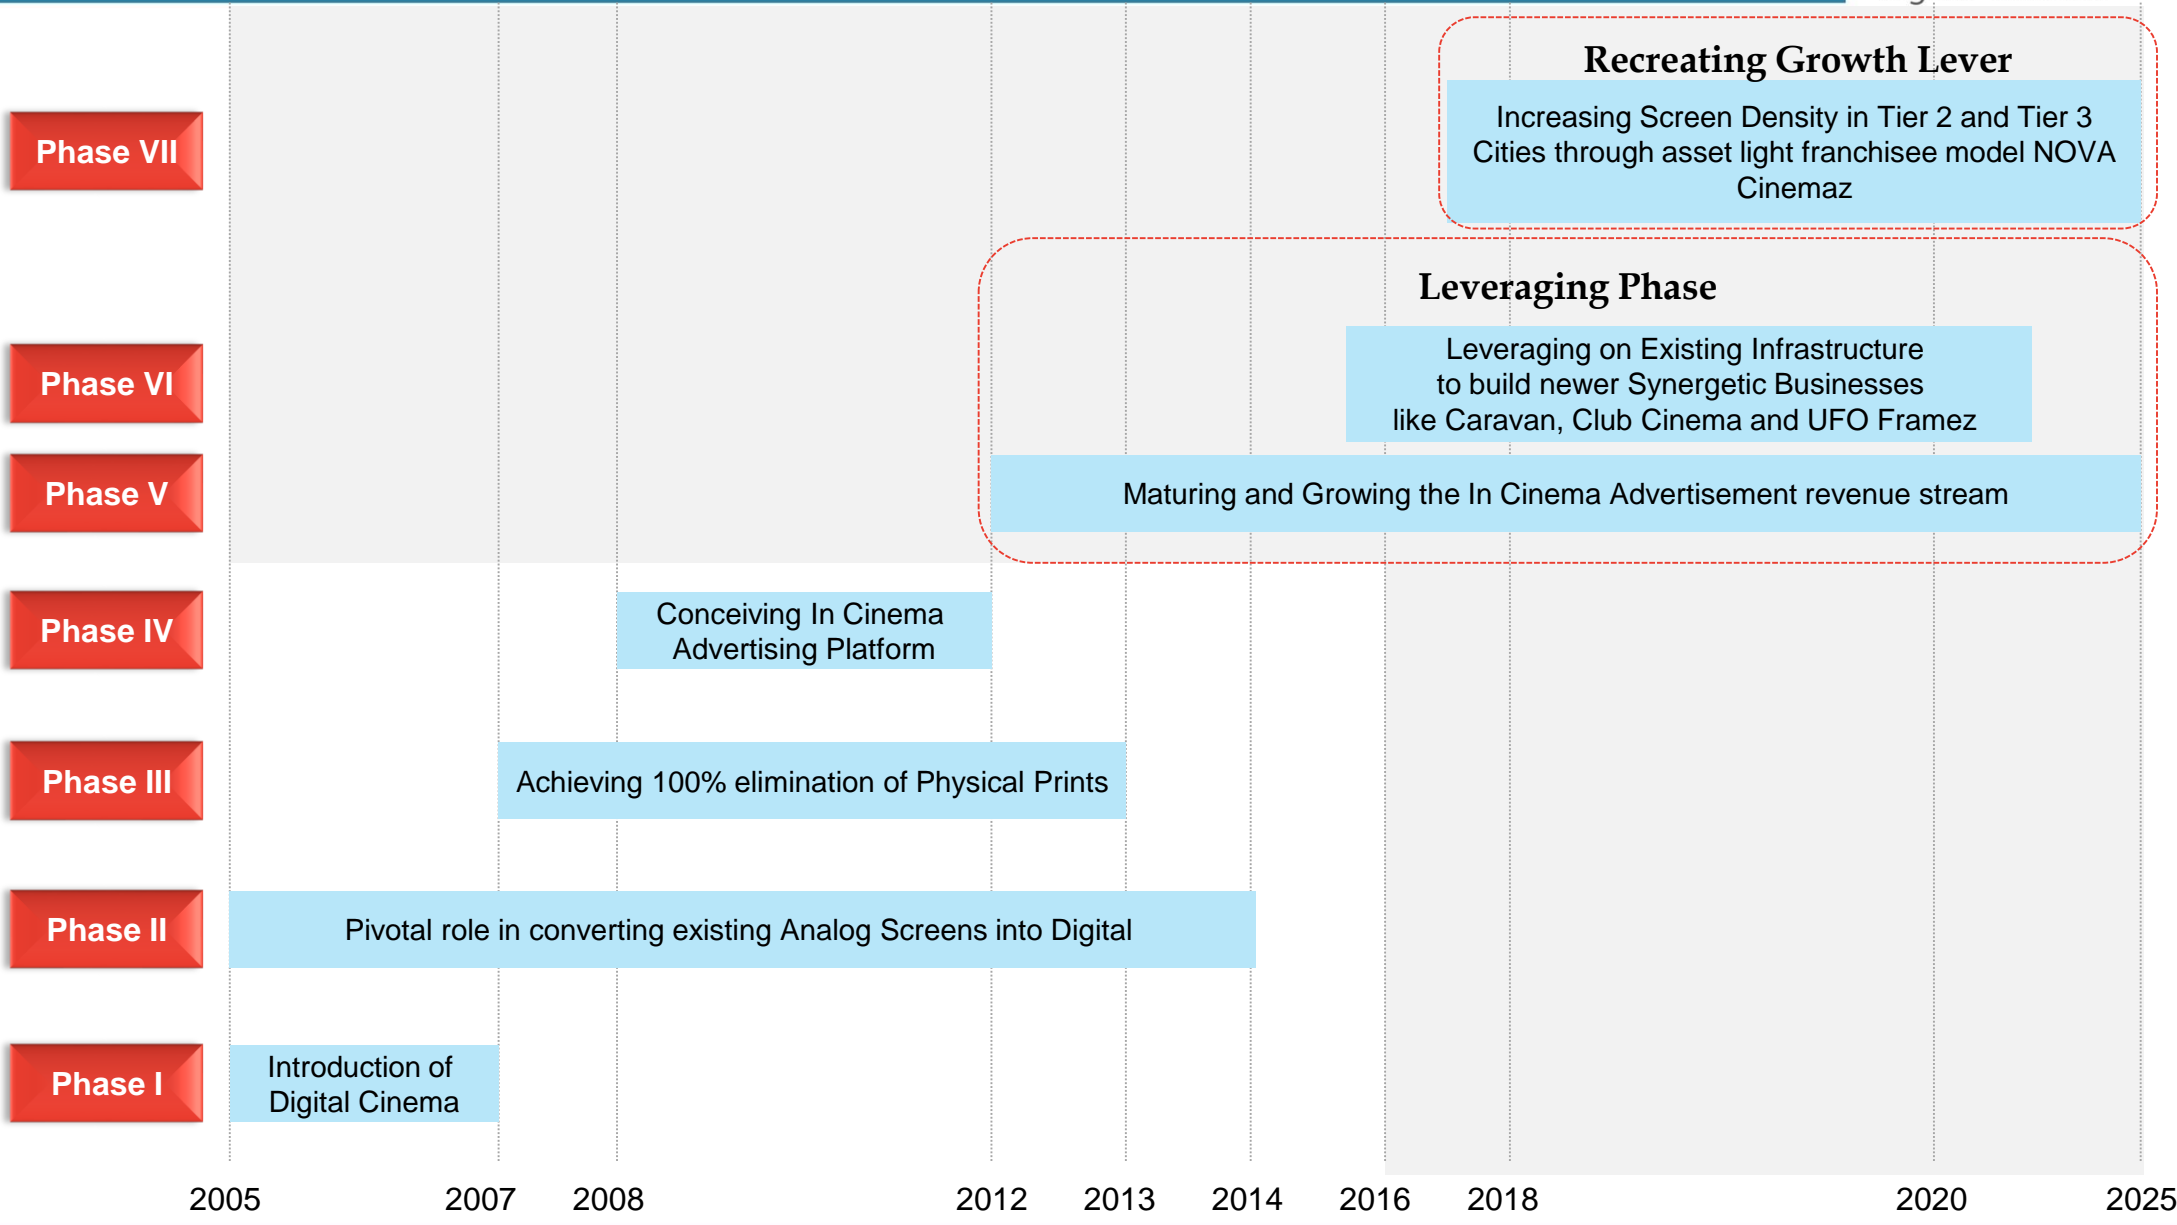 Recreating Growth Lever
Phase VII
Increasing Screen Density in Tier 2 and Tier 3
Cities through asset light franchisee model NOVA
Cinemaz
Leveraging Phase
Phase VI
Leveraging on Existing Infrastructure
to build newer Synergetic Businesses
like Caravan, Club Cinema and UFO Framez
Phase V
Maturing and Growing the In Cinema Advertisement revenue stream
Phase IV
Conceiving In Cinema
Advertising Platform
Phase III
Achieving 100% elimination of Physical Prints
Phase II
Pivotal role in converting existing Analog Screens into Digital
Phase I
Introduction of
Digital Cinema
2005 2007 2008 2012 2013 2014 2016 2018 2020 2025